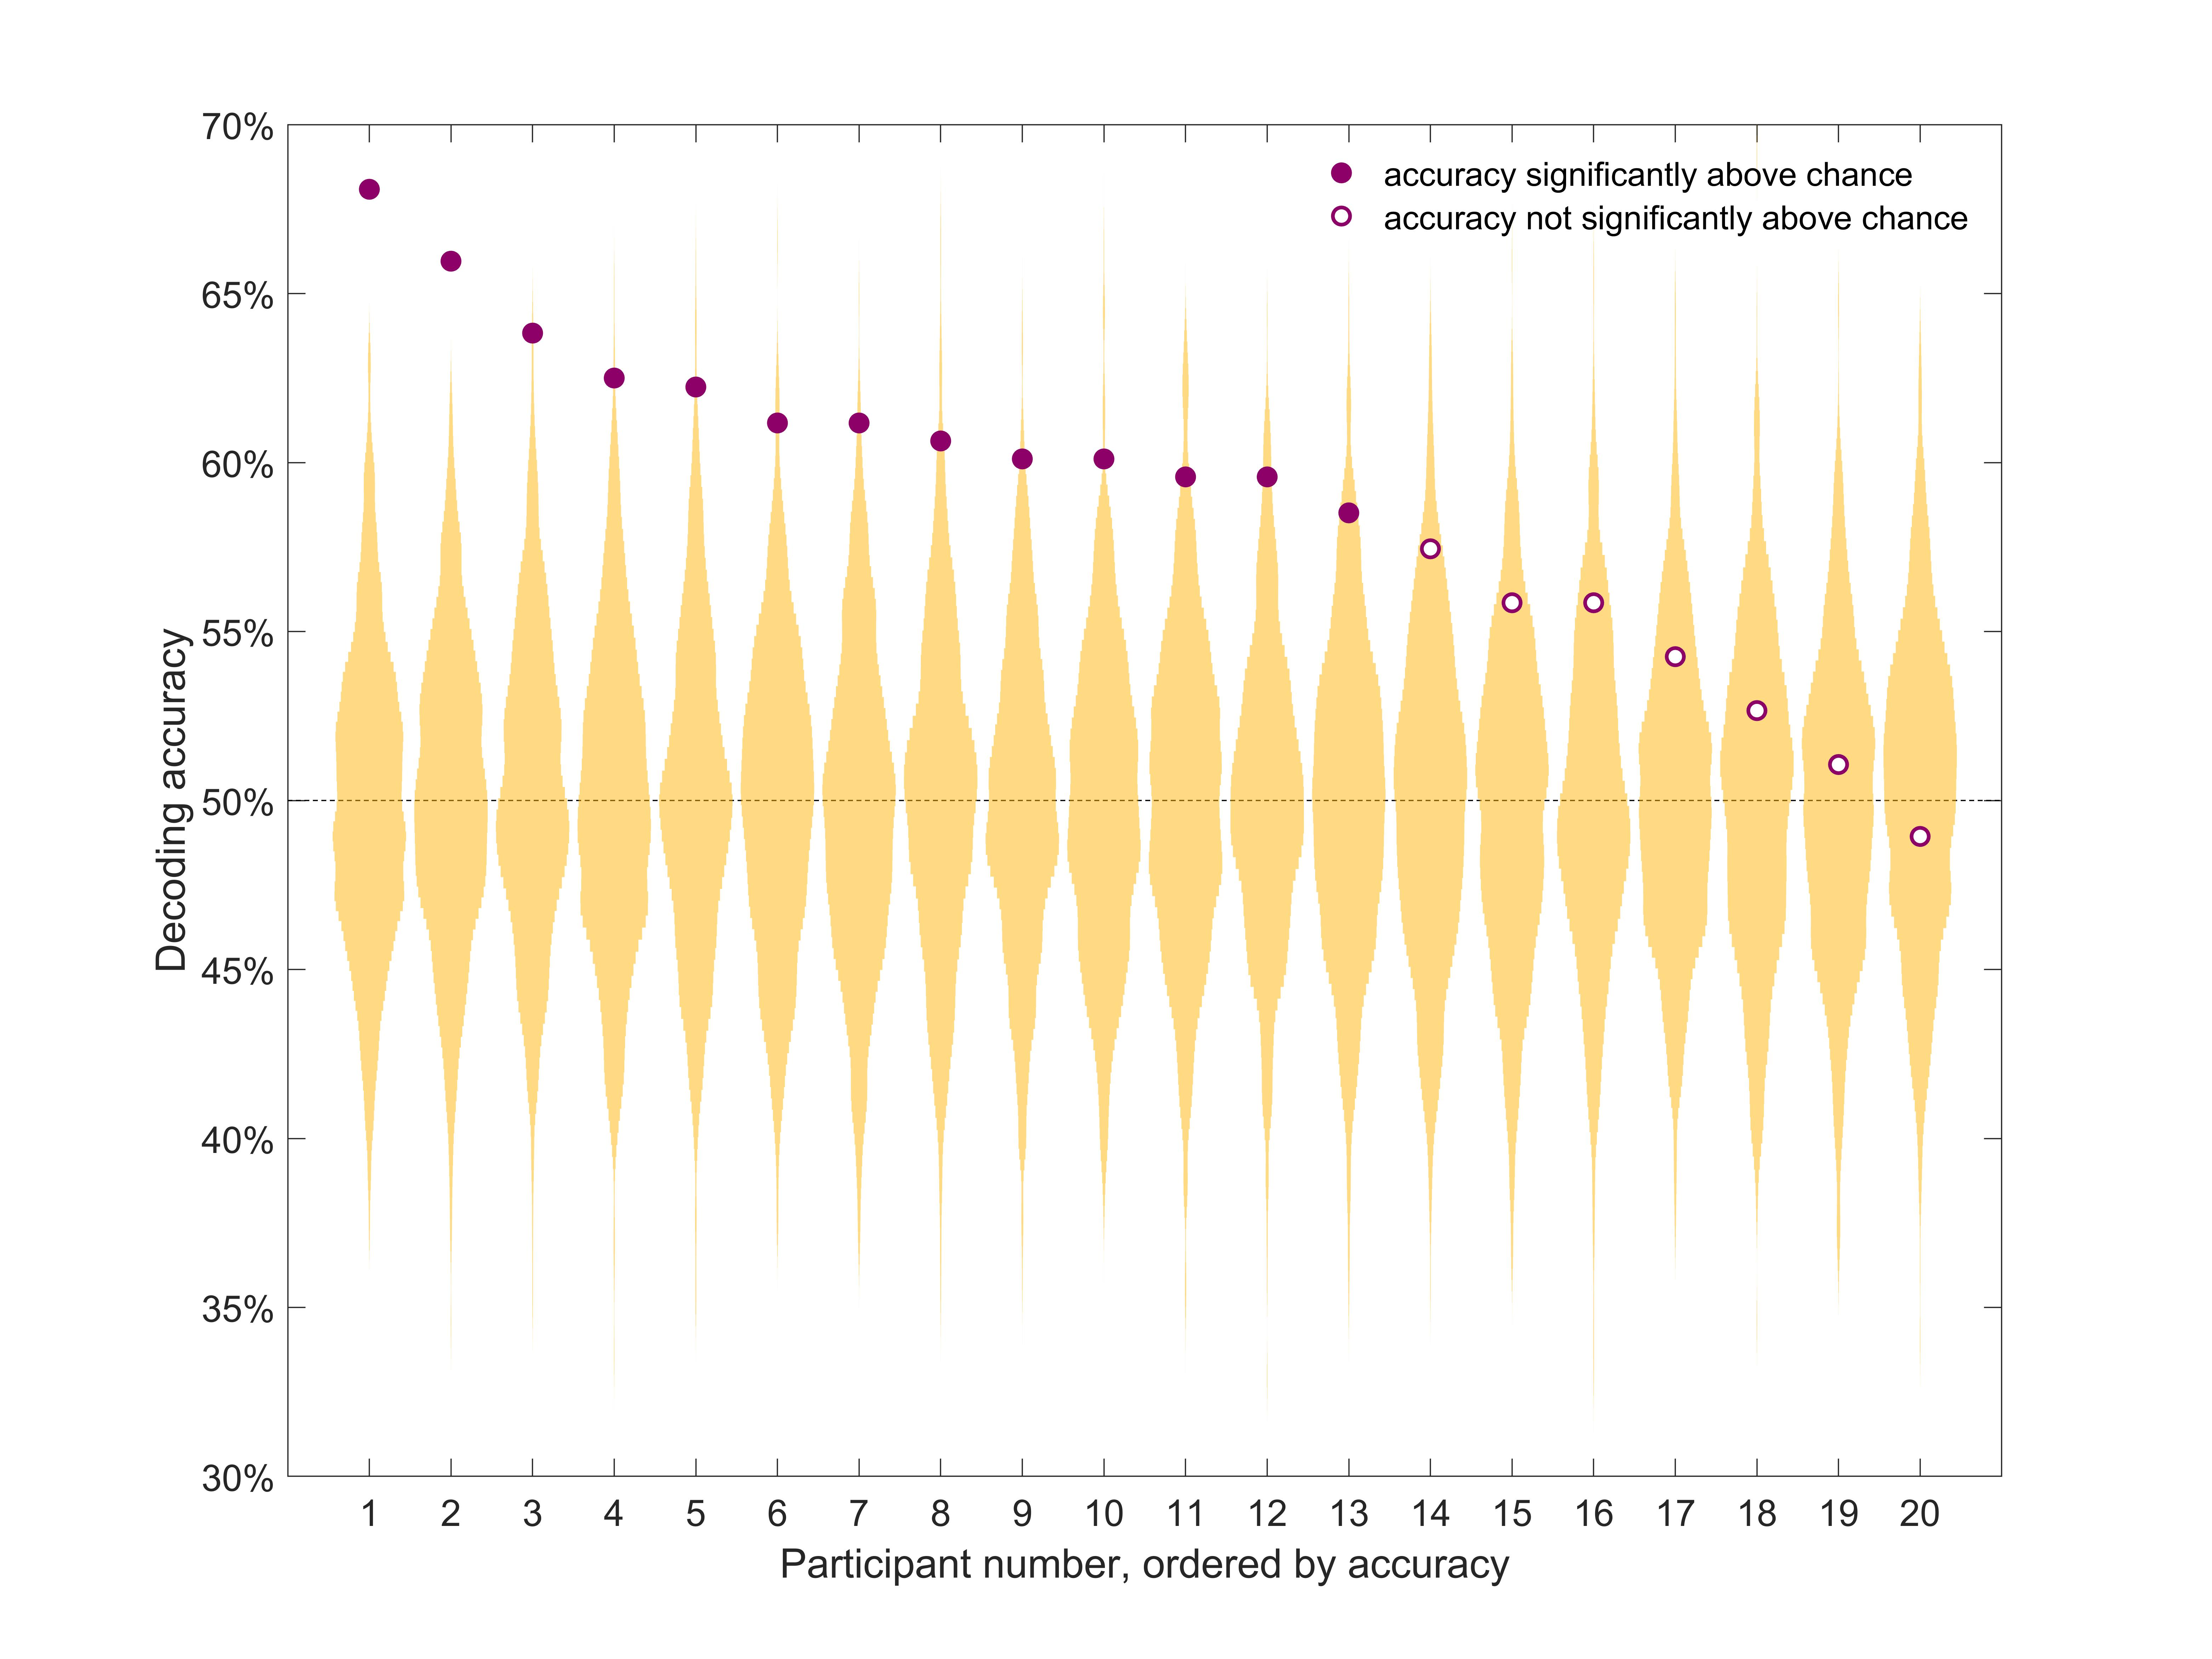 70%
accuracy significantly above chance
accuracy not significantly above chance
65%
60%
55%
50%
45%
40%
35%
30%
Decoding accuracy
1 2 3 4 5 6 7 8 9 10 11 12 13 14 15 16 17 18 19 20
Participant number, ordered by accuracy